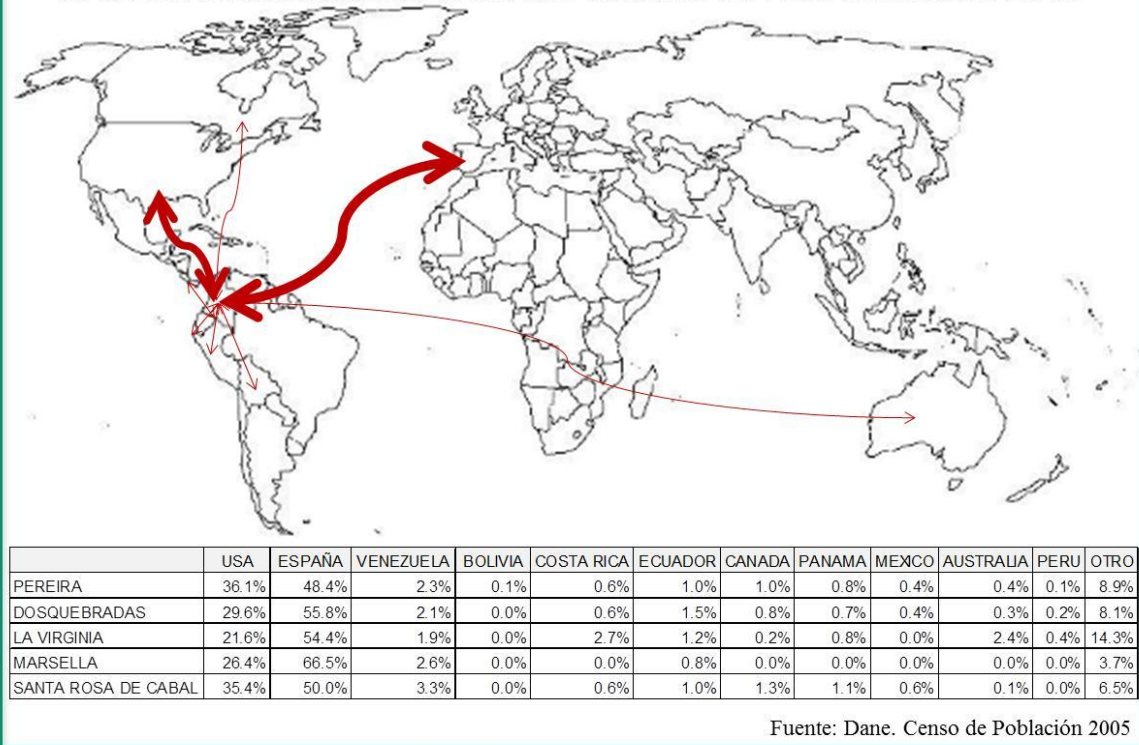 USA ESPAÑA VENEZUELA BOLIVIA COSTA RICA ECUADOR CANADA PANAMA MEXICO AUSTRALIA PERU OTRO
PEREIRA 36.1% 48.4% 2.3% 0.1% 0.6% 1.0% 1.0% 0.8% 0.4% 0.4% 0.1% 8.9%
DOSQUEBRADAS 29.6% 55.8% 2.1% 0.0% 0.6% 1.5% 0.8% 0.7% 0.4% 0.3% 0.2% 8.1%
LA VIRGINIA 21.6% 54.4% 1.9% 0.0% 2.7% 1.2% 0.2% 0.8% 0.0% 2.4% 0.4% 14.3%
MARSELLA 26.4% 66.5% 2.6% 0.0% 0.0% 0.8% 0.0% 0.0% 0.0% 0.0% 0.0% 3.7%
SANTA ROSA DE CABAL 35.4% 50.0% 3.3% 0.0% 0.6% 1.0% 1.3% 1.1% 0.6% 0.1% 0.0% 6.5%
Fuente: Dane. Censo de Población 2005